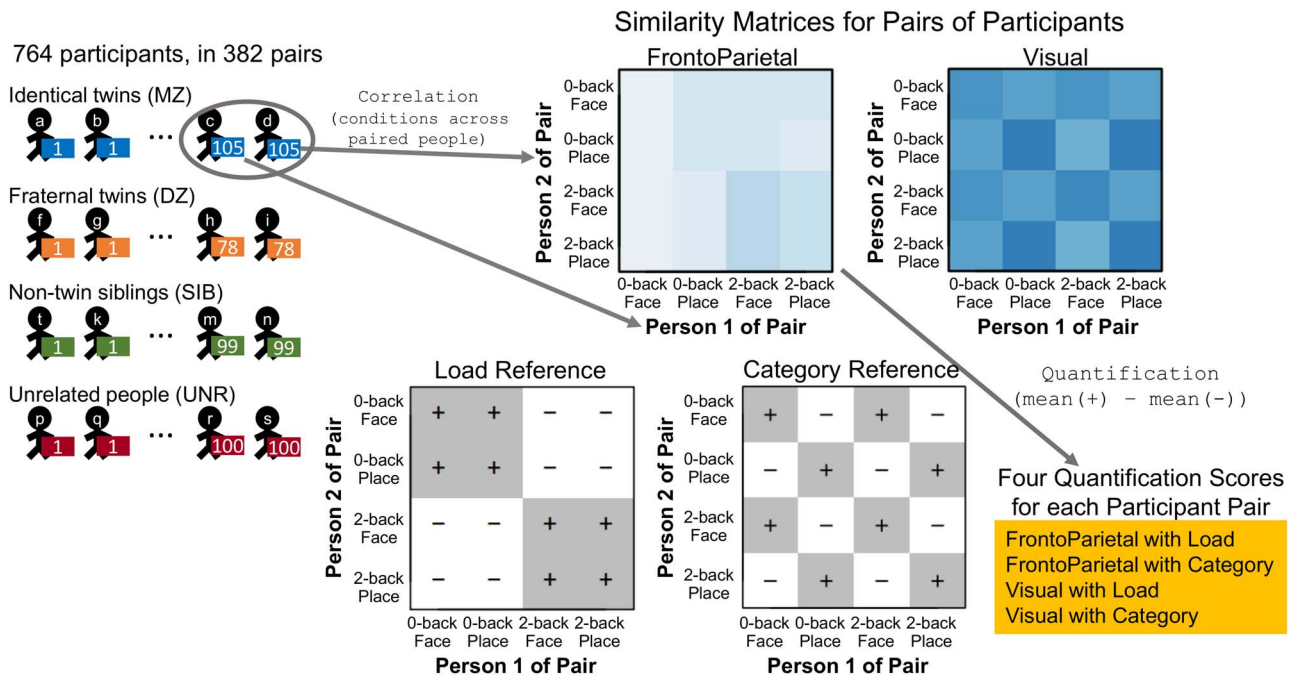 Similarity Matrices for Pairs of Participants
764 participants, in 382 pairs
Identical twins (MZ)
a b ... c d
1 1 105 105
Fraternal twins (DZ)
f g ... h i
1 1 78 78
Non-twin siblings (SIB)
t k ... m n
1 1 99 99
Unrelated people (UNR)
p q ... r s
1 1 100 100
Correlation
(conditions across
paired people)
FrontoParietal
Person 2 of Pair
0-back
Face
0-back
Place
2-back
Face
2-back
Place
0-back 0-back 2-back 2-back
Face Place Face Place
Person 1 of Pair
Visual
Person 2 of Pair
0-back
Face
0-back
Place
2-back
Face
2-back
Place
0-back 0-back 2-back 2-back
Face Place Face Place
Person 1 of Pair
Load Reference
Person 2 of Pair
0-back
Face
+ + − −
0-back
Place
+ + − −
2-back
Face
− − + +
2-back
Place
− − + +
0-back 0-back 2-back 2-back
Face Place Face Place
Person 1 of Pair
Category Reference
Person 2 of Pair
0-back
Face
+ − + −
0-back
Place
− + − +
2-back
Face
+ − + −
2-back
Place
− + − +
0-back 0-back 2-back 2-back
Face Place Face Place
Person 1 of Pair
Quantification
(mean(+) − mean(-))
Four Quantification Scores
for each Participant Pair
FrontoParietal with Load
FrontoParietal with Category
Visual with Load
Visual with Category